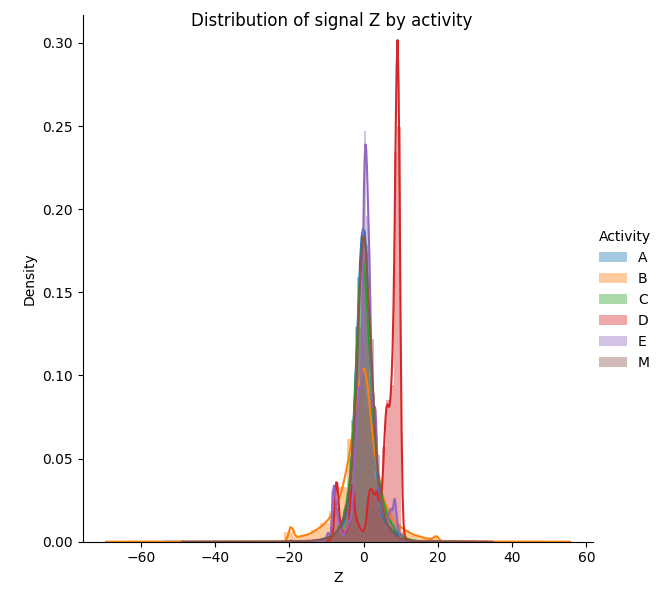 Distribution of signal Z by activity
0.30
0.25
0.20
0.15
0.10
0.05
0.00
Density
−60 −40 −20 0 20 40 60
Z
Activity
A
B
C
D
E
M